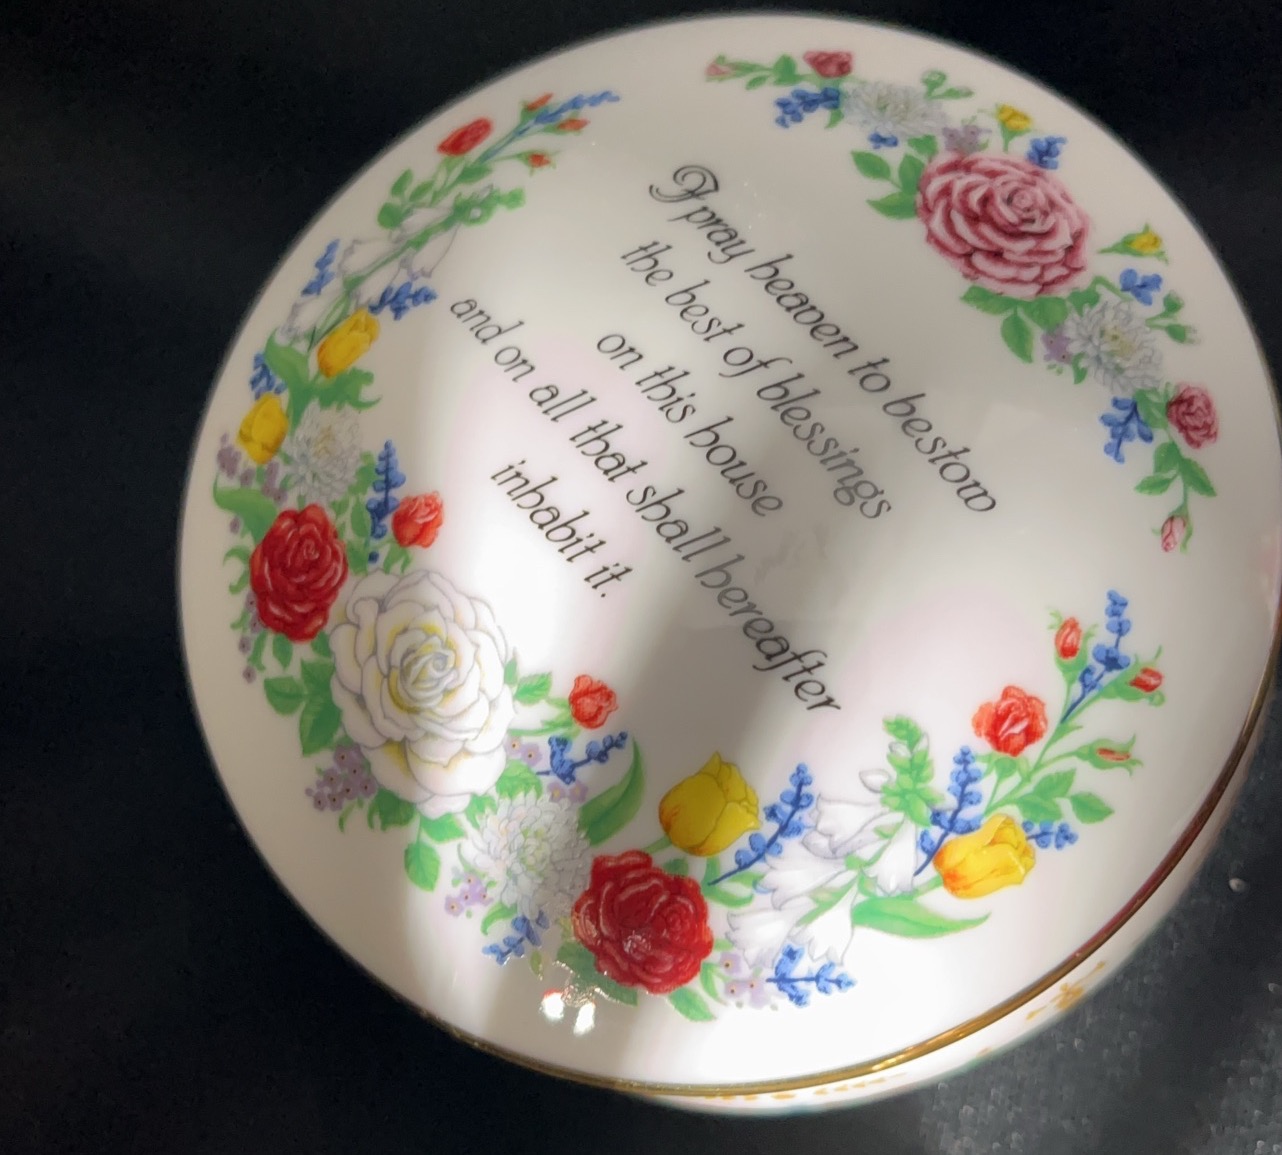 I pray heaven to bestow
the best of blessings
on this house
and on all that shall hereafter
inhabit it.